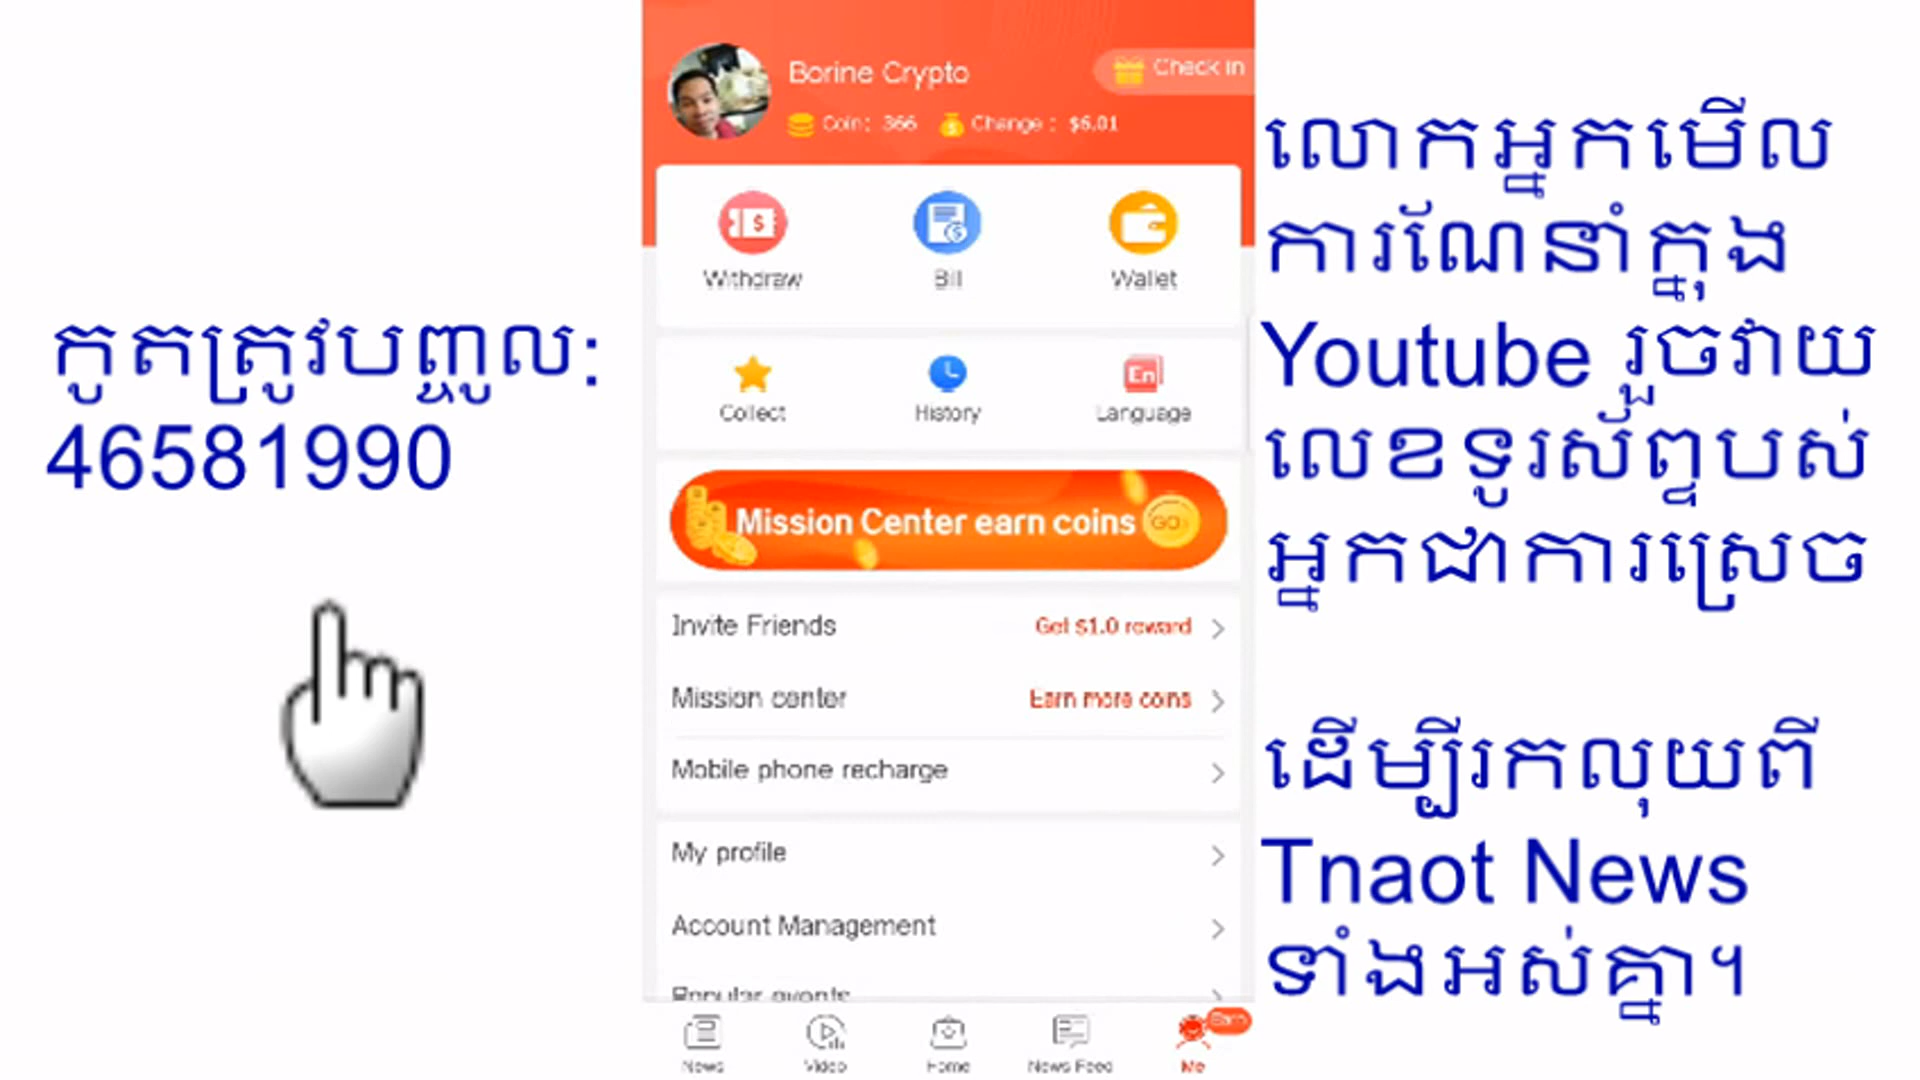 កូតត្រូវបញ្ចូល:
46581990
Borine Crypto
Check in
Coin: 366
Change : $6.01
Withdraw
Bill
Wallet
Collect
En
History
Language
Mission Center earn coins
GO
Invite Friends
Get $1.0 reward
Mission center
Earn more coins
Mobile phone recharge
My profile
Account Management
Popular events
Earn
News
Video
Home
News Feed
Me
លោកអ្នកមើល
ការណែនាំក្នុង
Youtube រួចវាយ
លេខទូរស័ព្ទបស់
អ្នកជាការស្រេច
ដើម្បីរកលុយពី
Tnaot News
ទាំងអស់គ្នា។